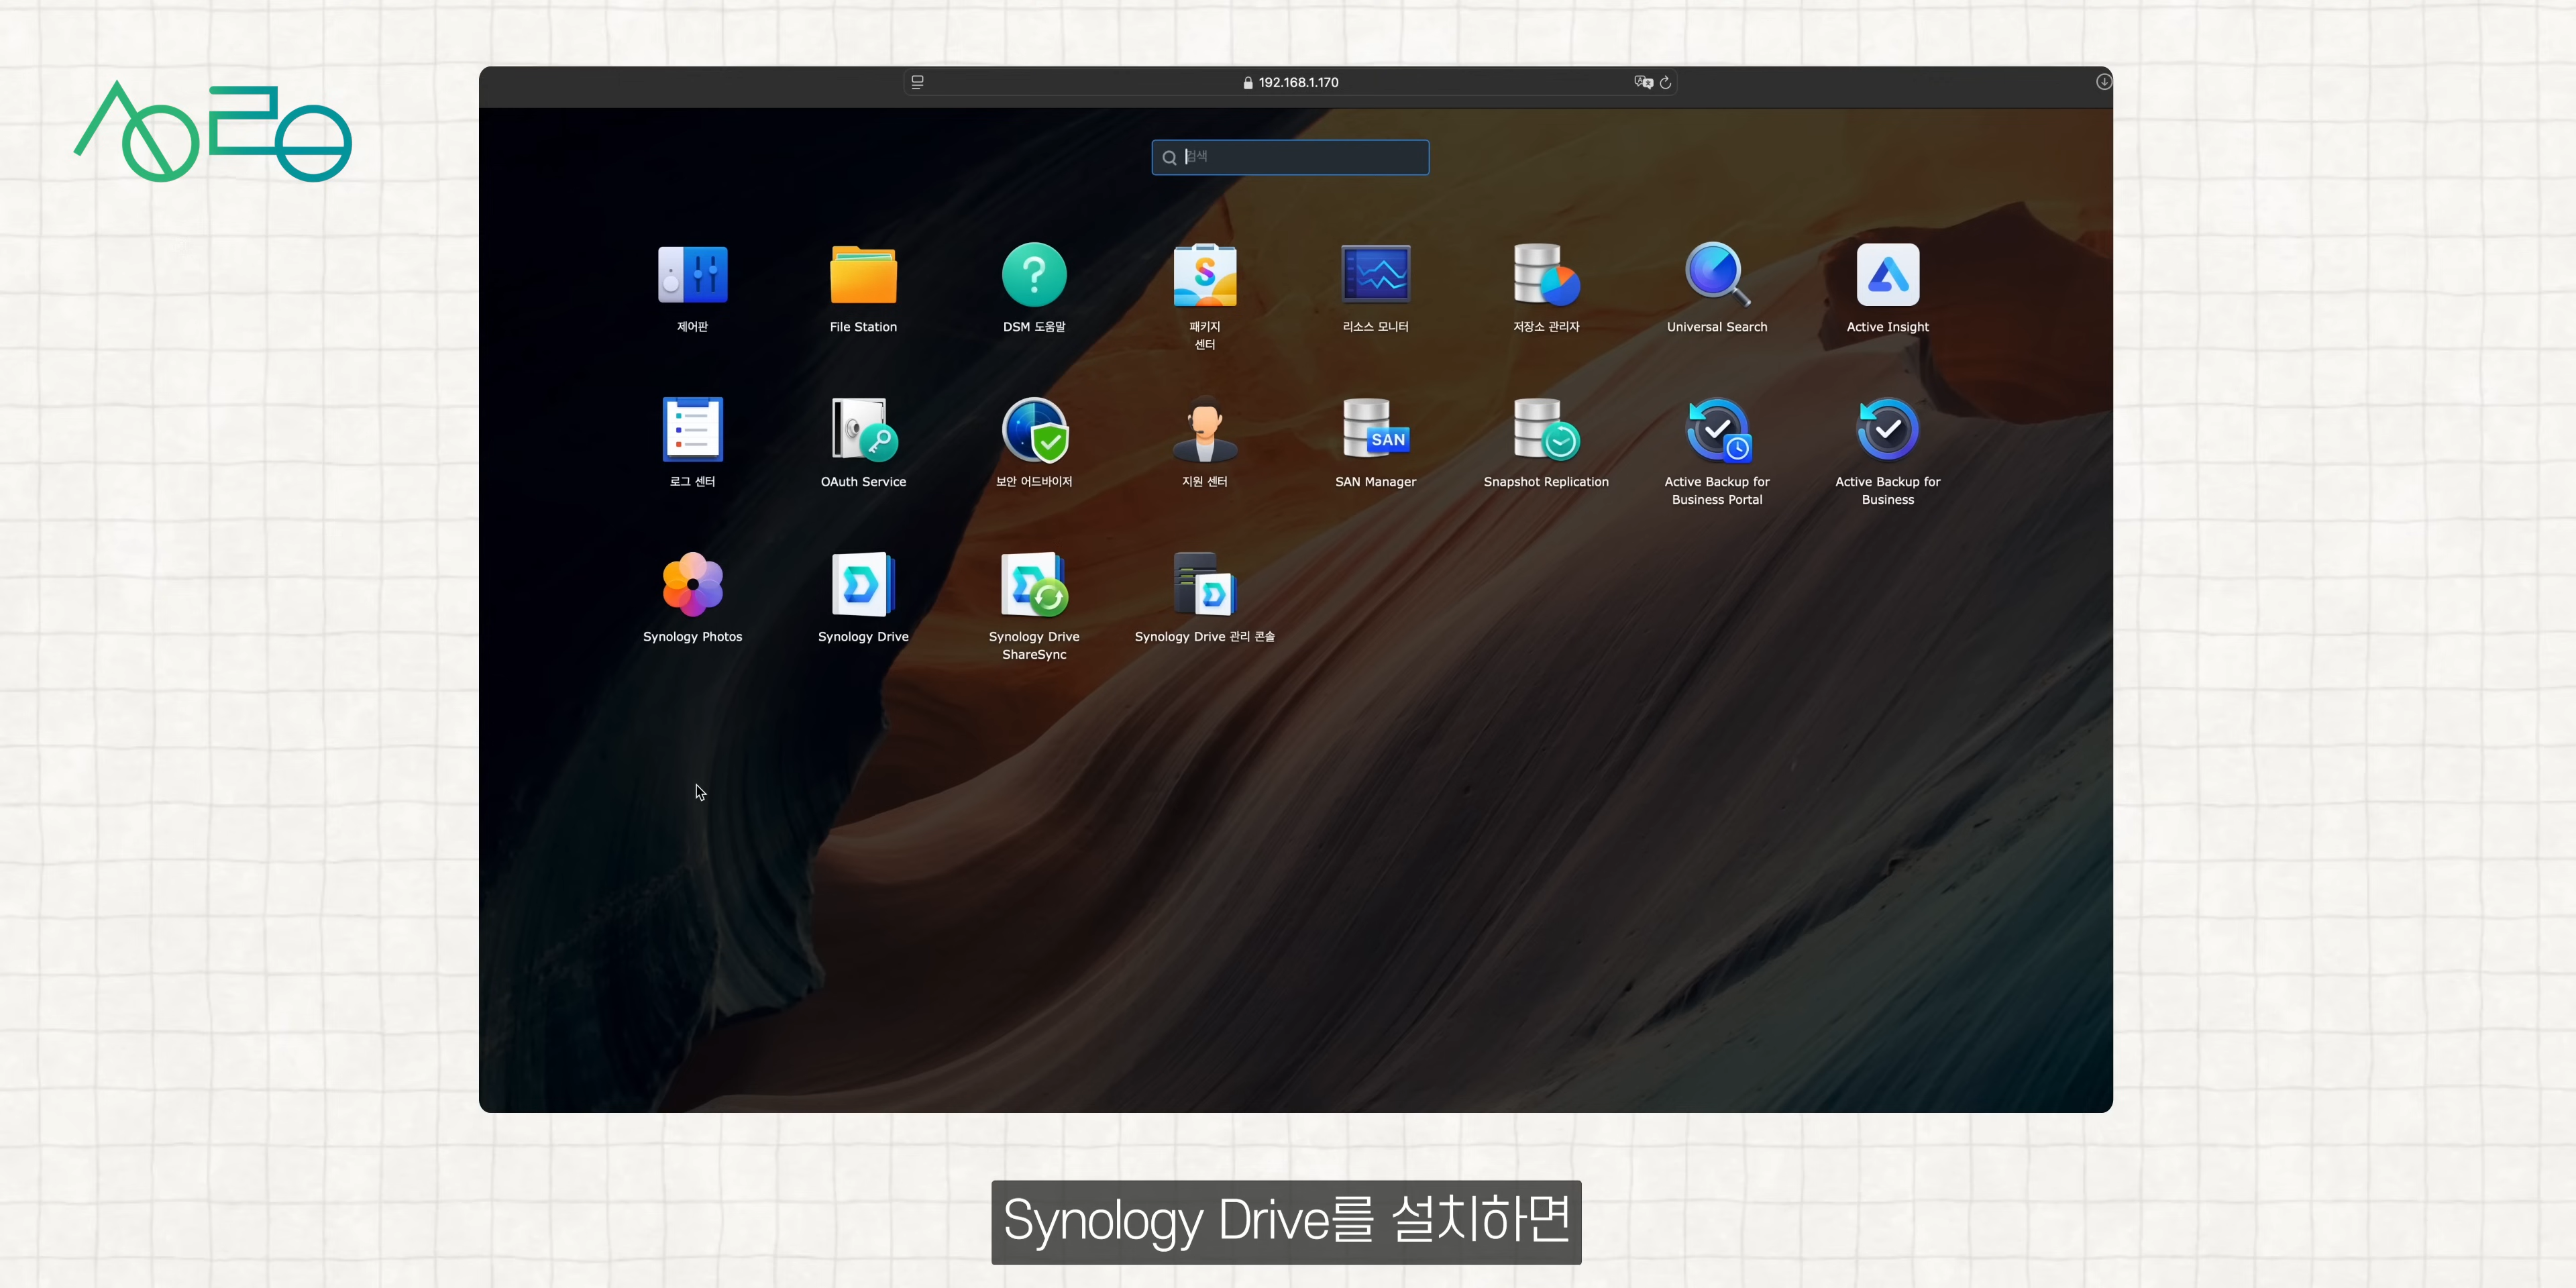 192.168.1.170
검색
제어판
File Station
DSM 도움말
패키지
센터
리소스 모니터
저장소 관리자
Universal Search
Active Insight
로그 센터
OAuth Service
보안 어드바이저
지원 센터
SAN
SAN Manager
Snapshot Replication
Active Backup for
Business Portal
Active Backup for
Business
Synology Photos
Synology Drive
Synology Drive
ShareSync
Synology Drive 관리 콘솔
Synology Drive를 설치하면